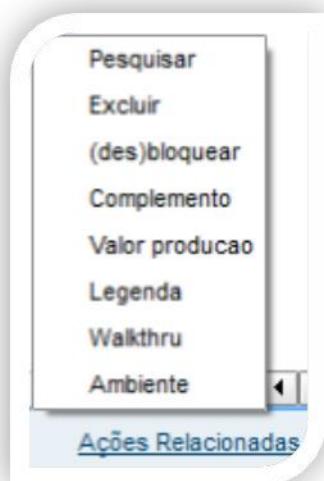 Pesquisar
Excluir
(des)bloquear
Complemento
Valor producao
Legenda
Walkthru
Ambiente
Ações Relacionadas